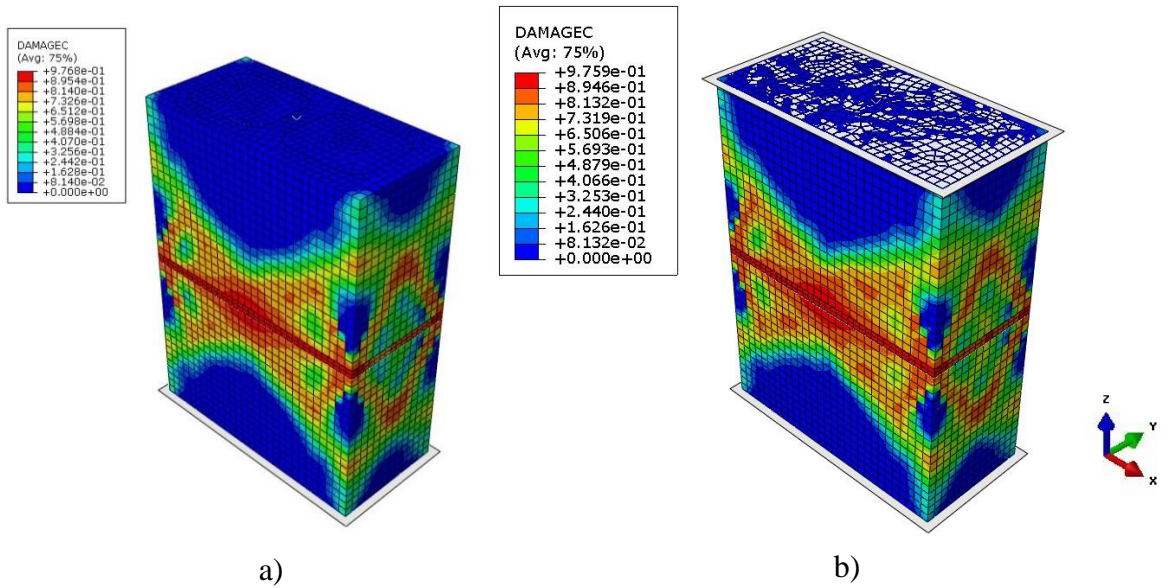 DAMAGEC
(Avg: 75%)
+9.768e-01
+8.954e-01
+8.140e-01
+7.326e-01
+6.512e-01
+5.698e-01
+4.884e-01
+4.070e-01
+3.256e-01
+2.442e-01
+1.628e-01
+8.140e-02
+0.000e+00
DAMAGEC
(Avg: 75%)
+9.759e-01
+8.946e-01
+8.132e-01
+7.319e-01
+6.506e-01
+5.693e-01
+4.879e-01
+4.066e-01
+3.253e-01
+2.440e-01
+1.626e-01
+8.132e-02
+0.000e+00
Z
Y
X
a)
b)